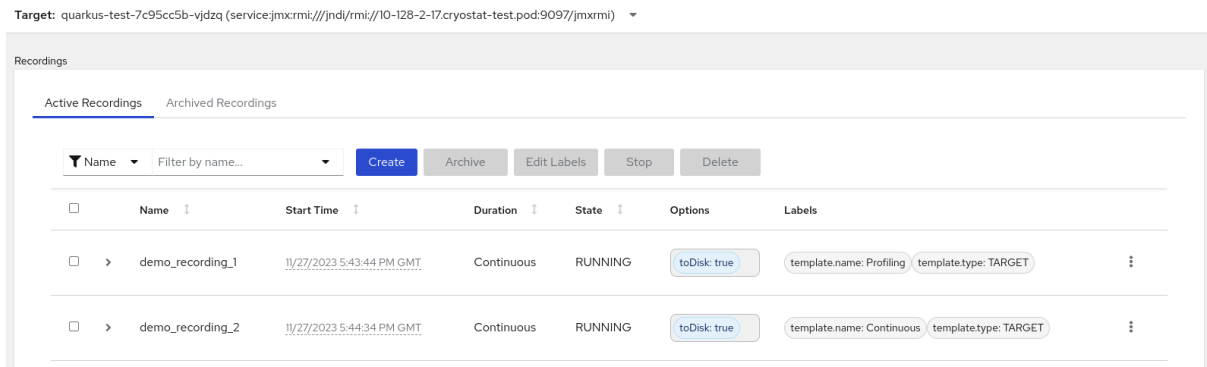 Target: quarkus-test-7c95cc5b-vjdzq (service:jmx:rmi:///jndi/rmi://10-128-2-17.cryostat-test.pod:9097/jmxrmi)
Recordings
Active Recordings Archived Recordings
Name Filter by name... Create Archive Edit Labels Stop Delete
Name Start Time Duration State Options Labels
demo_recording_1 11/27/2023 5:43:44 PM GMT Continuous RUNNING toDisk: true template.name: Profiling template.type: TARGET
demo_recording_2 11/27/2023 5:44:34 PM GMT Continuous RUNNING toDisk: true template.name: Continuous template.type: TARGET